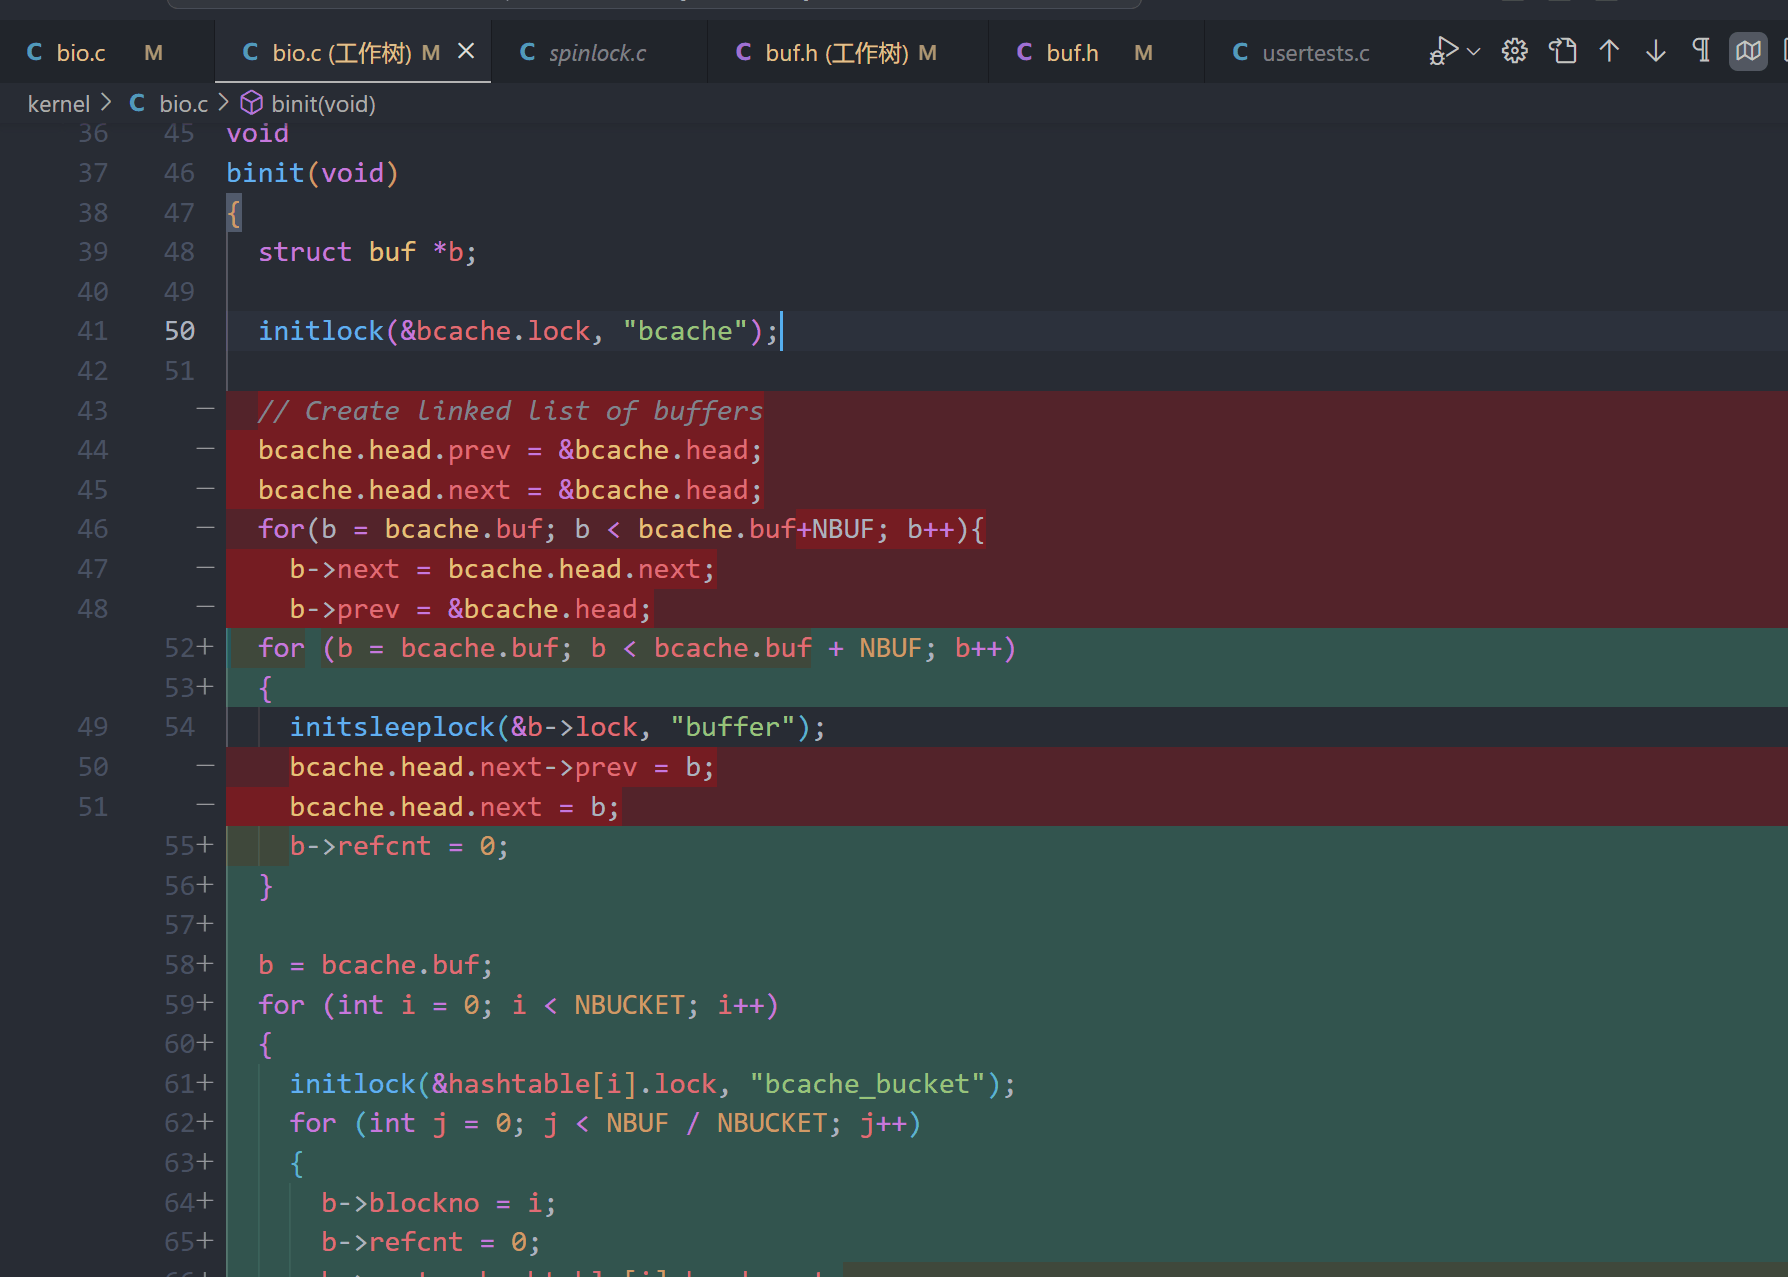 C bio.c M C bio.c (工作树) M × C spinlock.c C buf.h (工作树) M C buf.h M C usertests.c
kernel > C bio.c > binit(void)
36 45 void
37 46 binit(void)
38 47 {
39 48 struct buf *b;
40 49
41 50 initlock(&bcache.lock, "bcache");
42 51
43 — // Create linked list of buffers
44 — bcache.head.prev = &bcache.head;
45 — bcache.head.next = &bcache.head;
46 — for(b = bcache.buf; b < bcache.buf+NBUF; b++){
47 — b->next = bcache.head.next;
48 — b->prev = &bcache.head;
52+ for (b = bcache.buf; b < bcache.buf + NBUF; b++)
53+ {
49 54 initsleeplock(&b->lock, "buffer");
50 — bcache.head.next->prev = b;
51 — bcache.head.next = b;
55+ b->refcnt = 0;
56+ }
57+
58+ b = bcache.buf;
59+ for (int i = 0; i < NBUCKET; i++)
60+ {
61+ initlock(&hashtable[i].lock, "bcache_bucket");
62+ for (int j = 0; j < NBUF / NBUCKET; j++)
63+ {
64+ b->blockno = i;
65+ b->refcnt = 0;